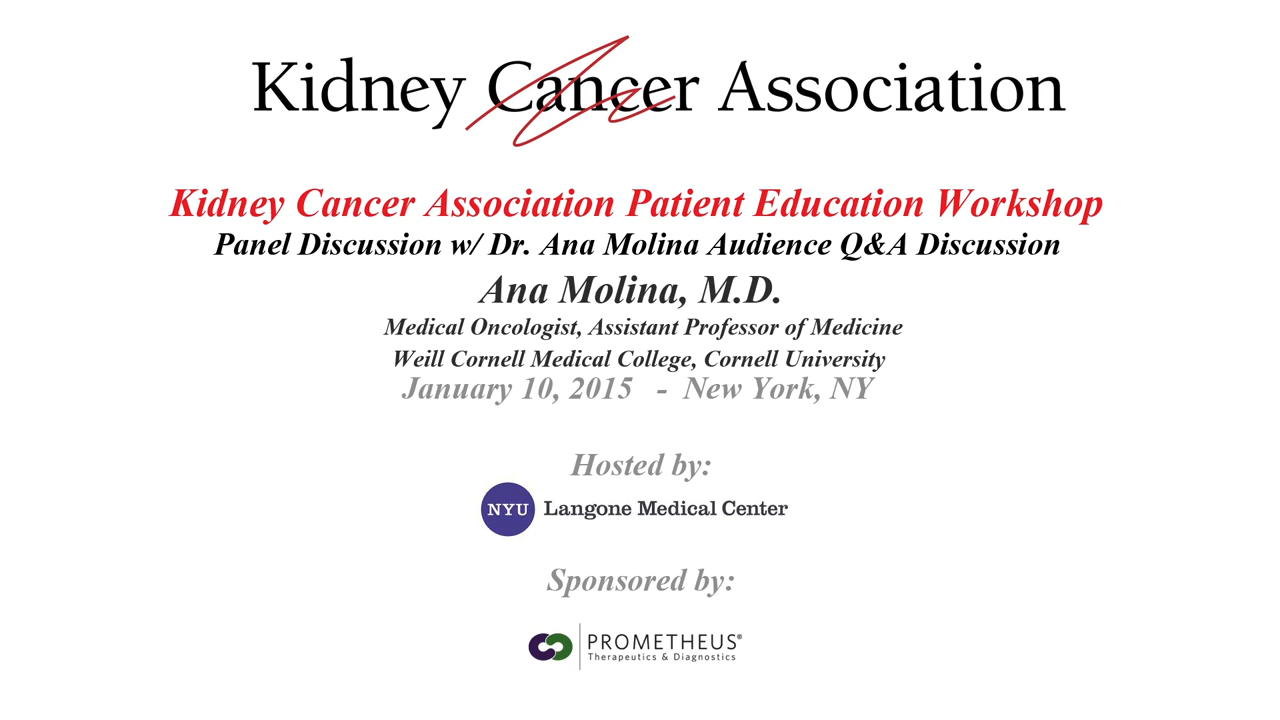 Kidney Cancer Association
Kidney Cancer Association Patient Education Workshop
Panel Discussion w/ Dr. Ana Molina Audience Q&A Discussion
Ana Molina, M.D.
Medical Oncologist, Assistant Professor of Medicine
Weill Cornell Medical College, Cornell University
January 10, 2015 - New York, NY
Hosted by:
NYU Langone Medical Center
Sponsored by:
PROMETHEUS®
Therapeutics & Diagnostics